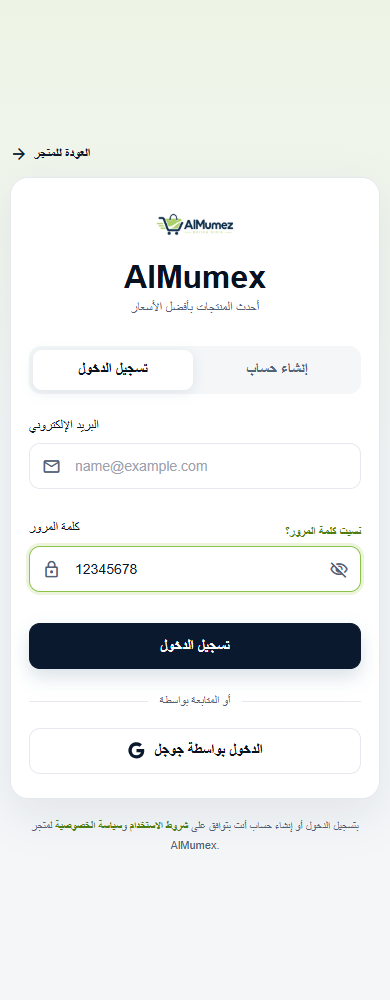 العودة للمتجر
AlMumez
AlMumex
أحدث المنتجات بأفضل الأسعار
تسجيل الدخول
إنشاء حساب
البريد الإلكتروني
name@example.com
كلمة المرور
نسيت كلمة المرور؟
12345678
تسجيل الدخول
أو المتابعة بواسطة
الدخول بواسطة جوجل
بتسجيل الدخول أو إنشاء حساب أنت بتوافق على شروط الاستخدام وسياسة الخصوصية لمتجر
AlMumex.